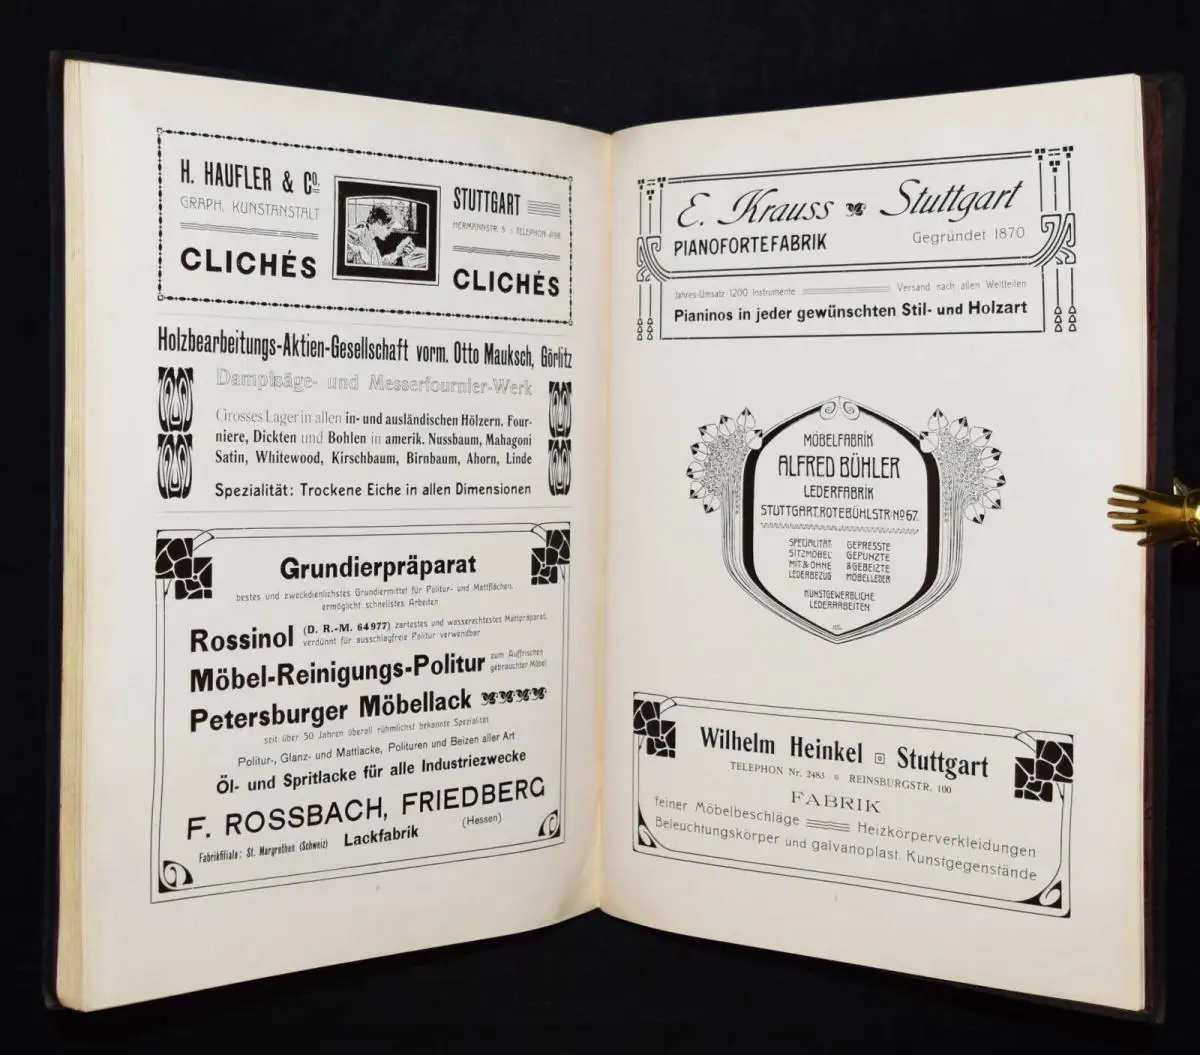 H. HAUFLER & Co.
GRAPH. KUNSTANSTALT
CLICHÉS
STUTTGART
HERMANNSTR. 5 :: TELEPHON
CLICHÉS
Holzbearbeitungs-Aktien-Gesellschaft vorm. Otto Mauksch, Görlitz
Dampfsäge- und Messerfournier-Werk
Grosses Lager in allen in- und ausländischen Hölzern. Four-
niere, Dickten und Bohlen in amerik. Nussbaum, Mahagoni
Satin, Whitewood, Kirschbaum, Birnbaum, Ahorn, Linde
Spezialität: Trockene Eiche in allen Dimensionen
Grundierpräparat
bestes und zweckdienlichstes Grundiermittel für Politur- und Mattflächen,
ermöglicht schnellstes Arbeiten
Rossinol (D. R.-M. 64977) zartestes und wasserechtestes Mattpräparat,
verdünnt für ausschlagfreie Politur verwendbar
Möbel-Reinigungs-Politur zum Auffrischen
gebrauchter Möbel
Petersburger Möbellack
seit über 50 Jahren überall rühmlichst bekannte Spezialität
Politur-, Glanz- und Mattlacke, Polituren und Beizen aller Art
Öl- und Spritlacke für alle Industriezwecke
F. ROSSBACH, FRIEDBERG
Fabrikfiliale: St. Margrethen (Schweiz) Lackfabrik (Hessen)
E. Krauss Stuttgart
PIANOFORTEFABRIK Gegründet 1870
Jahres-Umsatz 1200 Instrumente Versand nach allen Weltteilen
Pianinos in jeder gewünschten Stil- und Holzart
MÖBELFABRIK
ALFRED BÜHLER
LEDERFABRIK
STUTTGART. ROTEBÜHLSTR. No 67.
SPECIALITÄT
SITZMÖBEL
MIT & OHNE
LEDERBEZUG
GEPRESSTE
GEPUNZTE
& GEBEIZTE
MÖBELLEDER
KUNSTGEWERBLICHE
LEDERARBEITEN
Wilhelm Heinkel Stuttgart
TELEPHON Nr. 2483 REINSBURGSTR. 100
FABRIK
feiner Möbelbeschläge Heizkörperverkleidungen
Beleuchtungskörper und galvanoplast. Kunstgegenstände